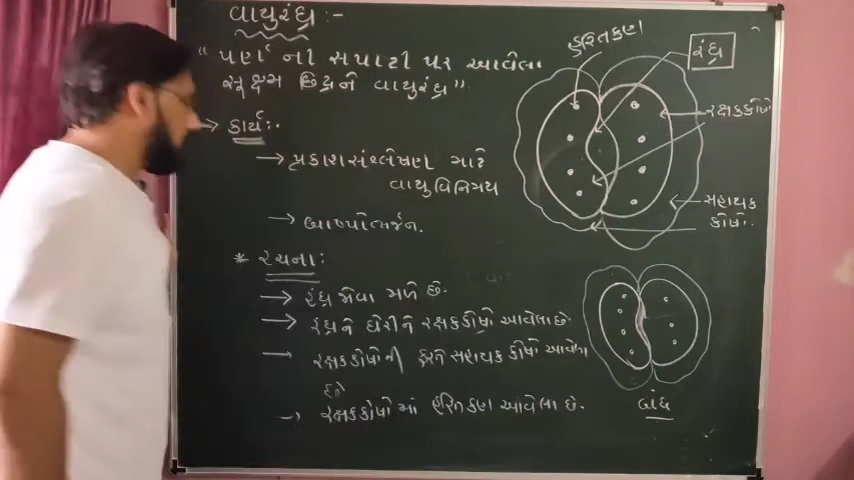 વાયુરંધ્ર :-
"પર્ણ ની સપાટી પર આવેલા
સૂક્ષ્મ છિદ્રને વાયુરંધ્ર".
→ કાર્ય :-
→ પ્રકાશસંશ્લેષણ માટે
વાયુવિનિમય
→ બાષ્પોત્સર્જન.
* રચના :
→ રંધ્ર જોવા મળે છે.
→ રંધ્રને ઘેરીને રક્ષકકોષો આવેલા છે.
→ રક્ષકકોષોની ફરતે સહાયક કોષો આવેલા
→ રક્ષકકોષોમાં હરિતકણ આવેલા છે.
હરિતકણ
રંધ્ર
રક્ષકકોષો
સહાયક
કોષો.
બંધ